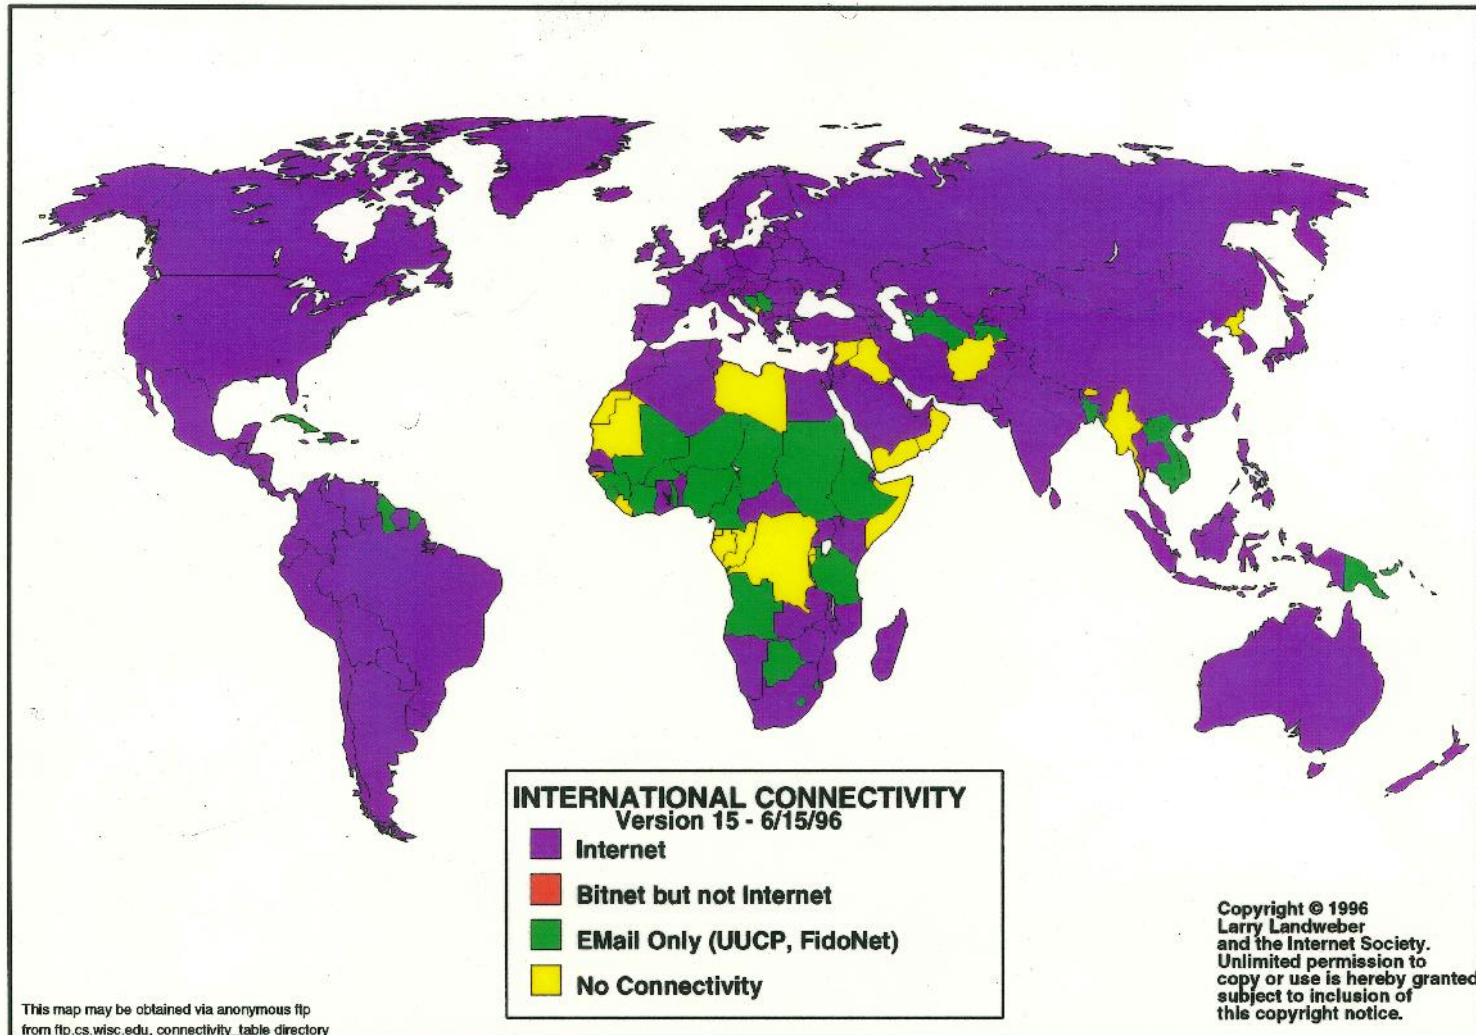 INTERNATIONAL CONNECTIVITY
Version 15 - 6/15/96
Internet
Bitnet but not Internet
EMail Only (UUCP, FidoNet)
No Connectivity
Copyright © 1996
Larry Landweber
and the Internet Society.
Unlimited permission to
copy or use is hereby granted
subject to inclusion of
this copyright notice.
This map may be obtained via anonymous ftp
from ftp.cs.wisc.edu, connectivity_table directory